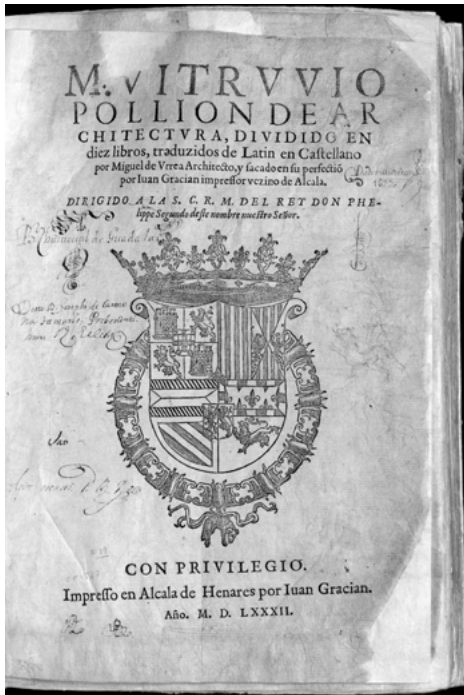 M. VITRVVIO
POLLION DE AR
CHITECTVRA, DIVIDIDO EN
diez libros, traduzidos de Latin en Castellano
por Miguel de Vrrea Architecto, y sacado en su perfectiõ
por Iuan Gracian impressor vezino de Alcala.
DIRIGIDO A LA S. C. R. M. DEL REY DON PHE-
lippe Segundo deste nombre nuestro Señor.
CON PRIVILEGIO.
Impresso en Alcala de Henares por Iuan Gracian.
Año. M. D. LXXXII.